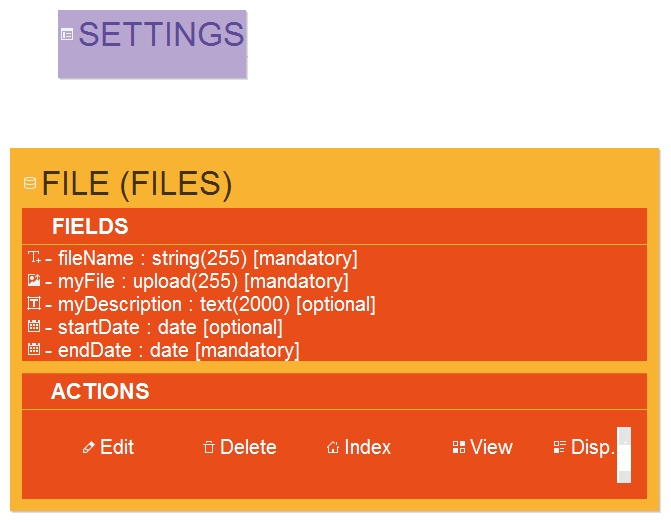 SETTINGS
FILE (FILES)
FIELDS
- fileName : string(255) [mandatory]
- myFile : upload(255) [mandatory]
- myDescription : text(2000) [optional]
- startDate : date [optional]
- endDate : date [mandatory]
ACTIONS
Edit Delete Index View Disp.